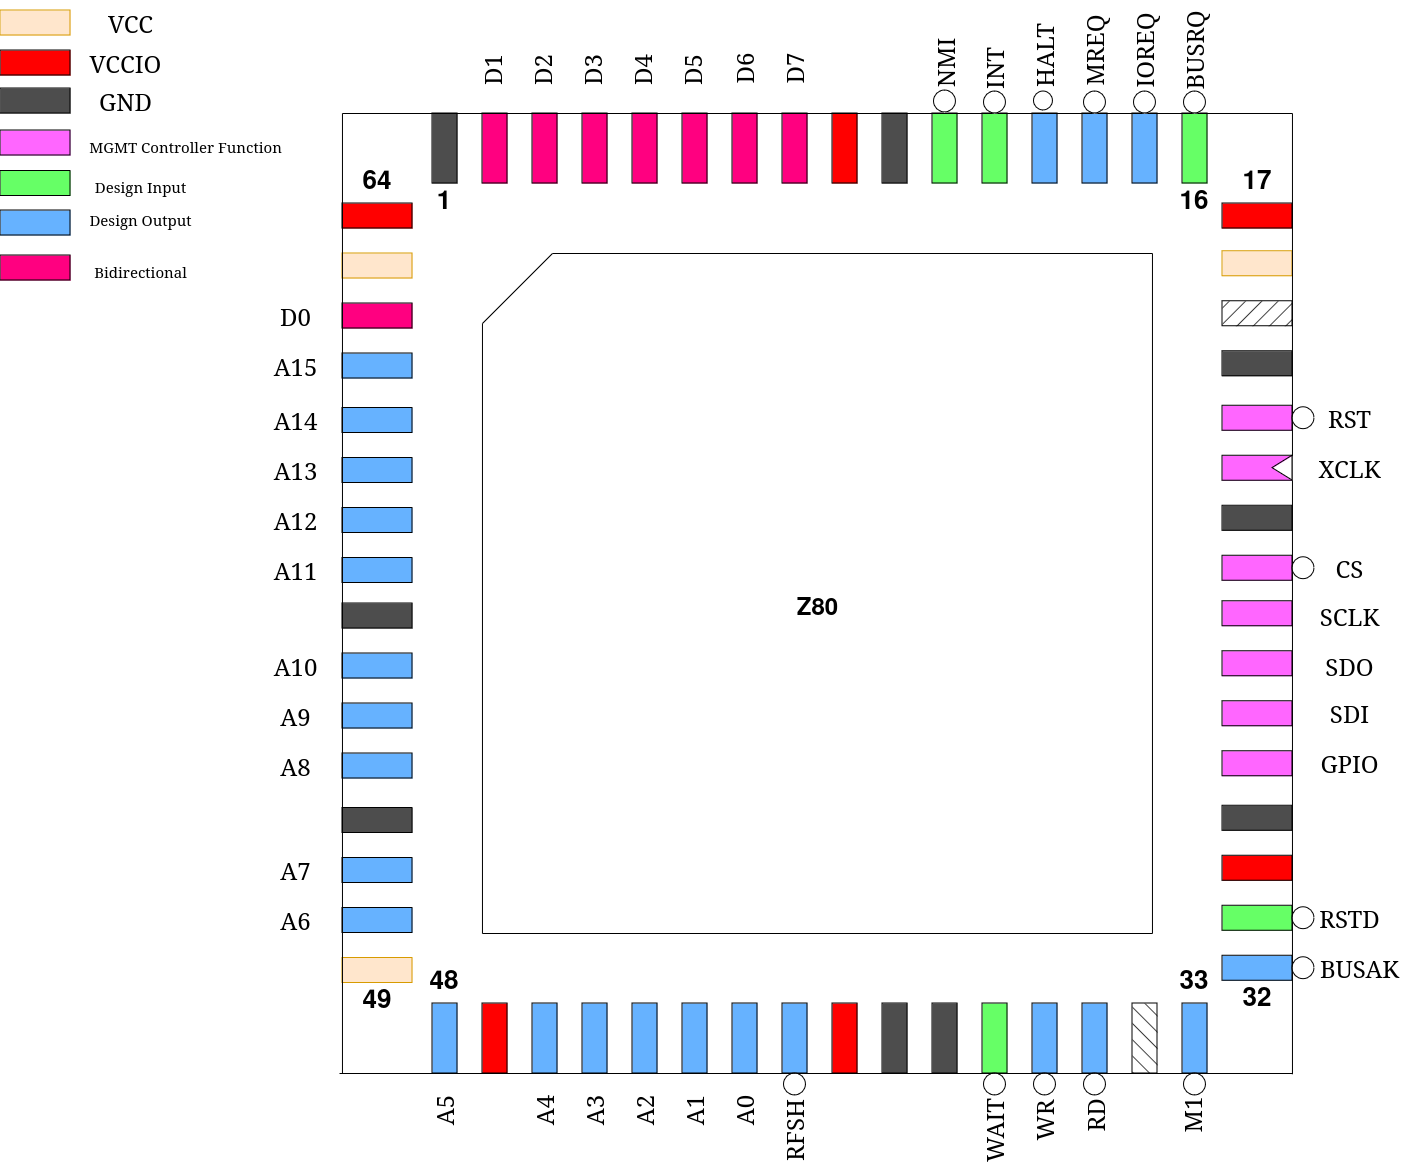 VCC
VCCIO
GND
MGMT Controller Function
Design Input
Design Output
Bidirectional
D1
D2
D3
D4
D5
D6
D7
NMI
INT
HALT
MREQ
IOREQ
BUSRQ
64
1
16
17
D0
A15
A14
A13
A12
A11
A10
A9
A8
A7
A6
Z80
RST
XCLK
CS
SCLK
SDO
SDI
GPIO
RSTD
BUSAK
49
48
33
32
A5
A4
A3
A2
A1
A0
RFSH
WAIT
WR
RD
M1